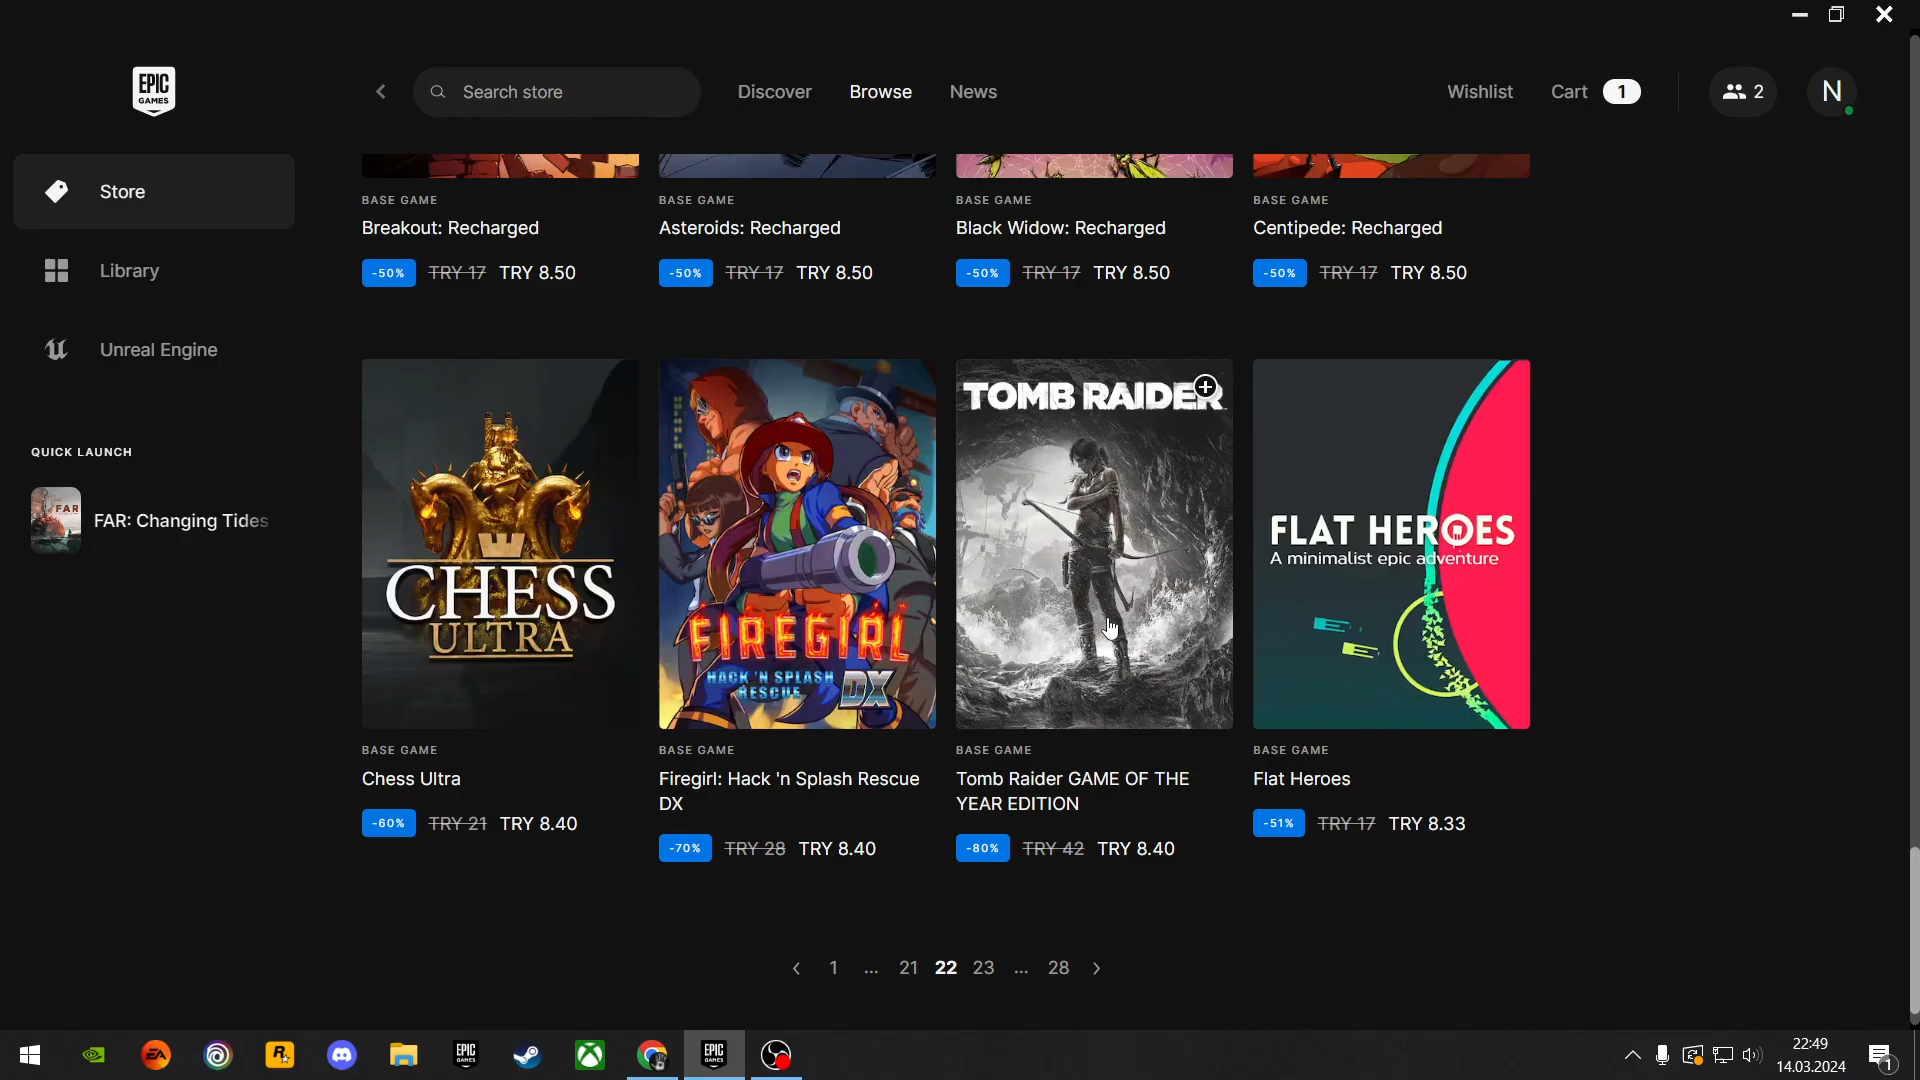 EPIC GAMES
Search store
Discover
Browse
News
Wishlist
Cart 1
2
N
Store
Library
Unreal Engine
QUICK LAUNCH
FAR
FAR: Changing Tides
BASE GAME
Breakout: Recharged
-50% TRY 17 TRY 8.50
BASE GAME
Asteroids: Recharged
-50% TRY 17 TRY 8.50
BASE GAME
Black Widow: Recharged
-50% TRY 17 TRY 8.50
BASE GAME
Centipede: Recharged
-50% TRY 17 TRY 8.50
CHESS
ULTRA
BASE GAME
Chess Ultra
-60% TRY 21 TRY 8.40
FIREGIRL
HACK 'N SPLASH
RESCUE DX
BASE GAME
Firegirl: Hack 'n Splash Rescue
DX
-70% TRY 28 TRY 8.40
TOMB RAIDER
BASE GAME
Tomb Raider GAME OF THE
YEAR EDITION
-80% TRY 42 TRY 8.40
FLAT HEROES
A minimalist epic adventure
BASE GAME
Flat Heroes
-51% TRY 17 TRY 8.33
1 ... 21 22 23 ... 28
EA
R
EPIC GAMES
EPIC GAMES
22:49
14.03.2024
1